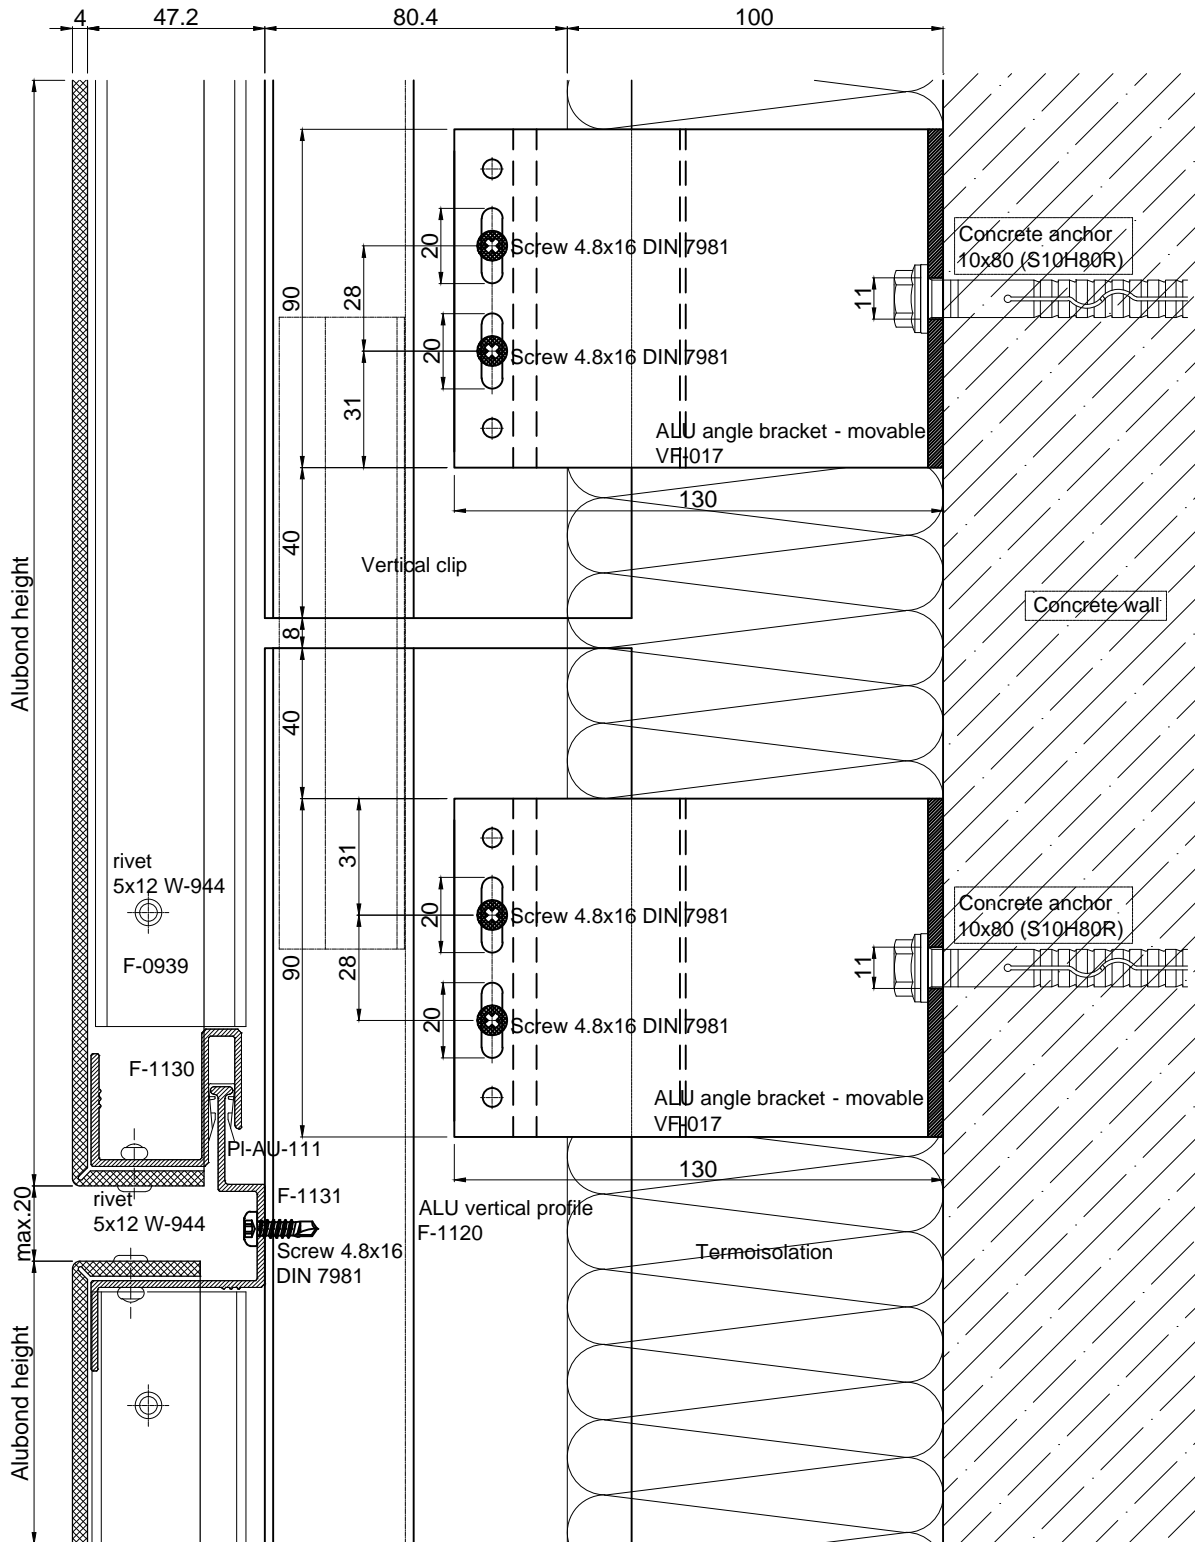 4
47.2
80.4
100
Concrete anchor
10x80 (S10H80R)
20
Screw 4.8x16 DIN 7981
90
28
11
20
Screw 4.8x16 DIN 7981
31
ALU angle bracket - movable
VF-017
130
40
Vertical clip
Concrete wall
8
Alubond height
40
31
rivet
5x12 W-944
20
Screw 4.8x16 DIN 7981
Concrete anchor
10x80 (S10H80R)
F-0939
90
28
11
20
Screw 4.8x16 DIN 7981
F-1130
ALU angle bracket - movable
VF-017
PI-AU-111
130
max.20
rivet
5x12 W-944
F-1131
ALU vertical profile
F-1120
Screw 4.8x16
DIN 7981
Termoisolation
Alubond height